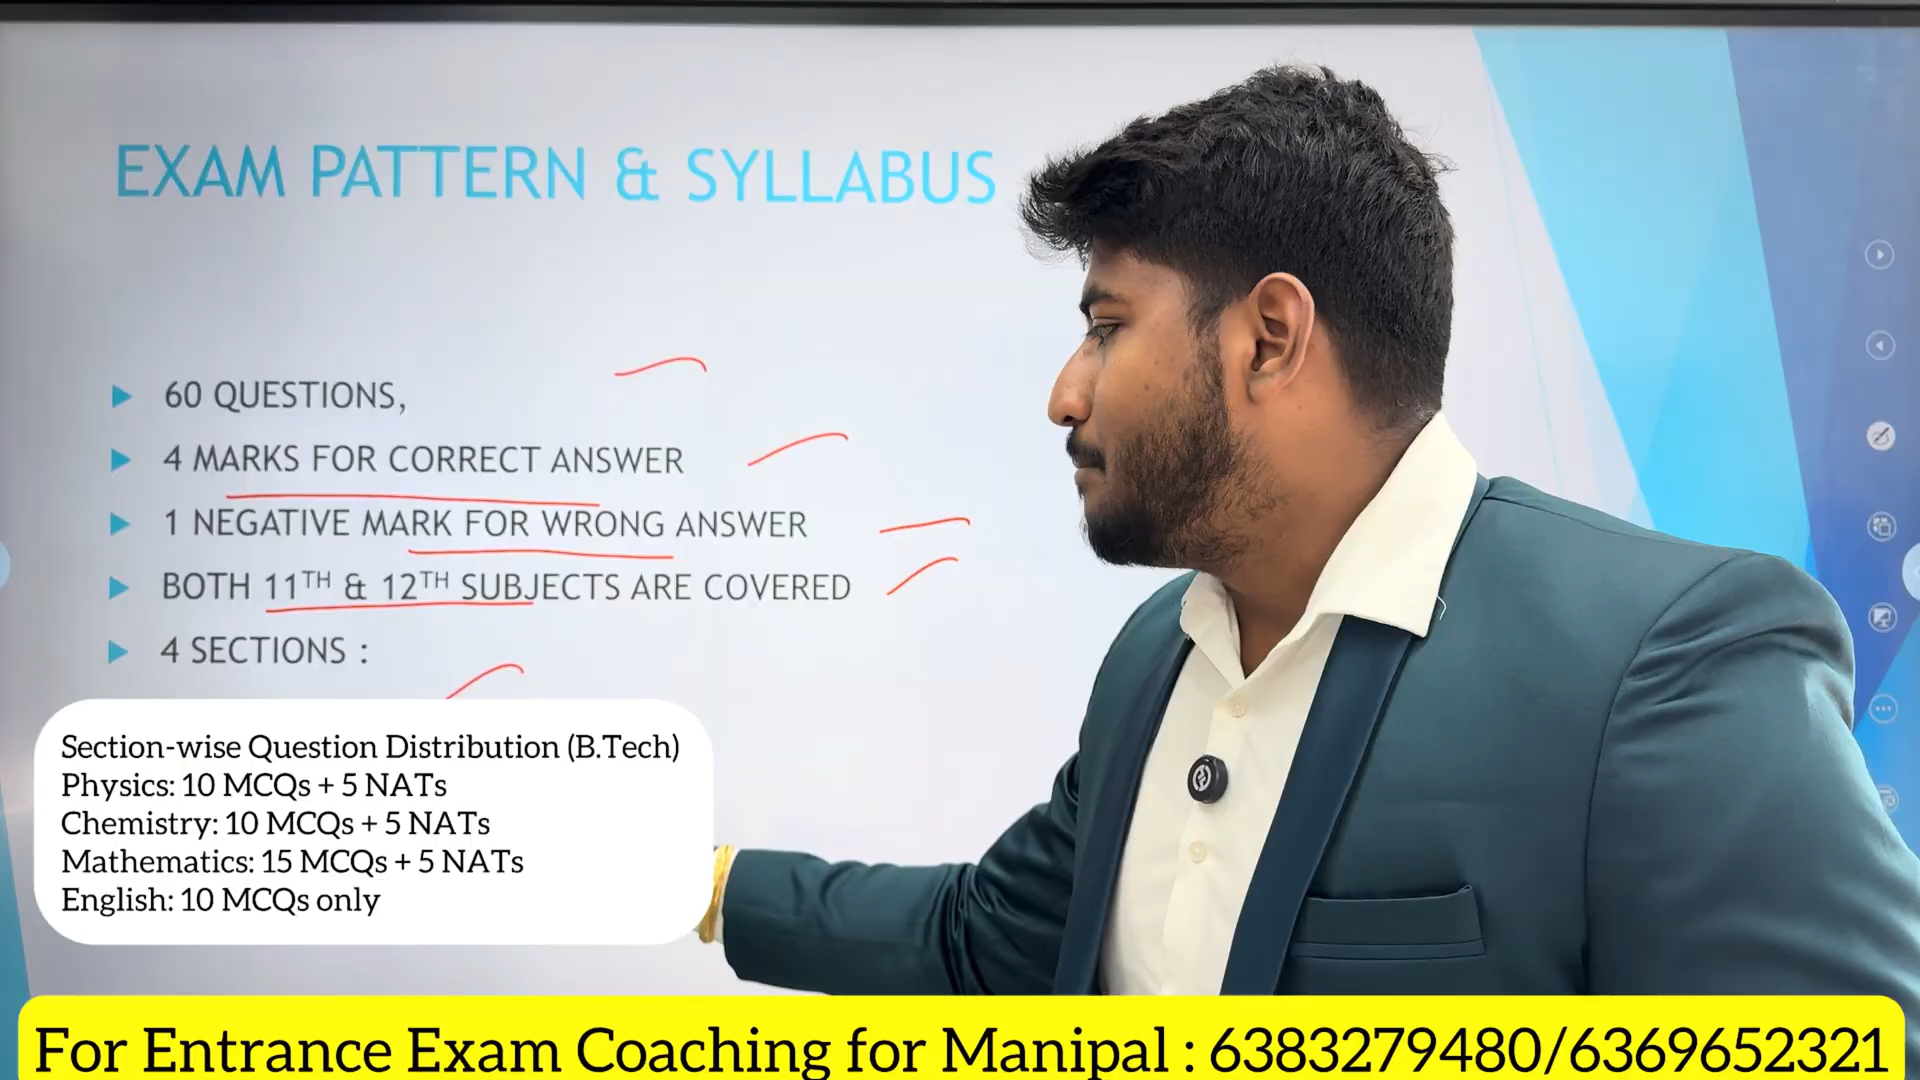 EXAM PATTERN & SYLLABUS
60 QUESTIONS,
4 MARKS FOR CORRECT ANSWER
1 NEGATIVE MARK FOR WRONG ANSWER
BOTH 11TH & 12TH SUBJECTS ARE COVERED
4 SECTIONS :
Section-wise Question Distribution (B.Tech)
Physics: 10 MCQs + 5 NATs
Chemistry: 10 MCQs + 5 NATs
Mathematics: 15 MCQs + 5 NATs
English: 10 MCQs only
For Entrance Exam Coaching for Manipal : 6383279480/6369652321